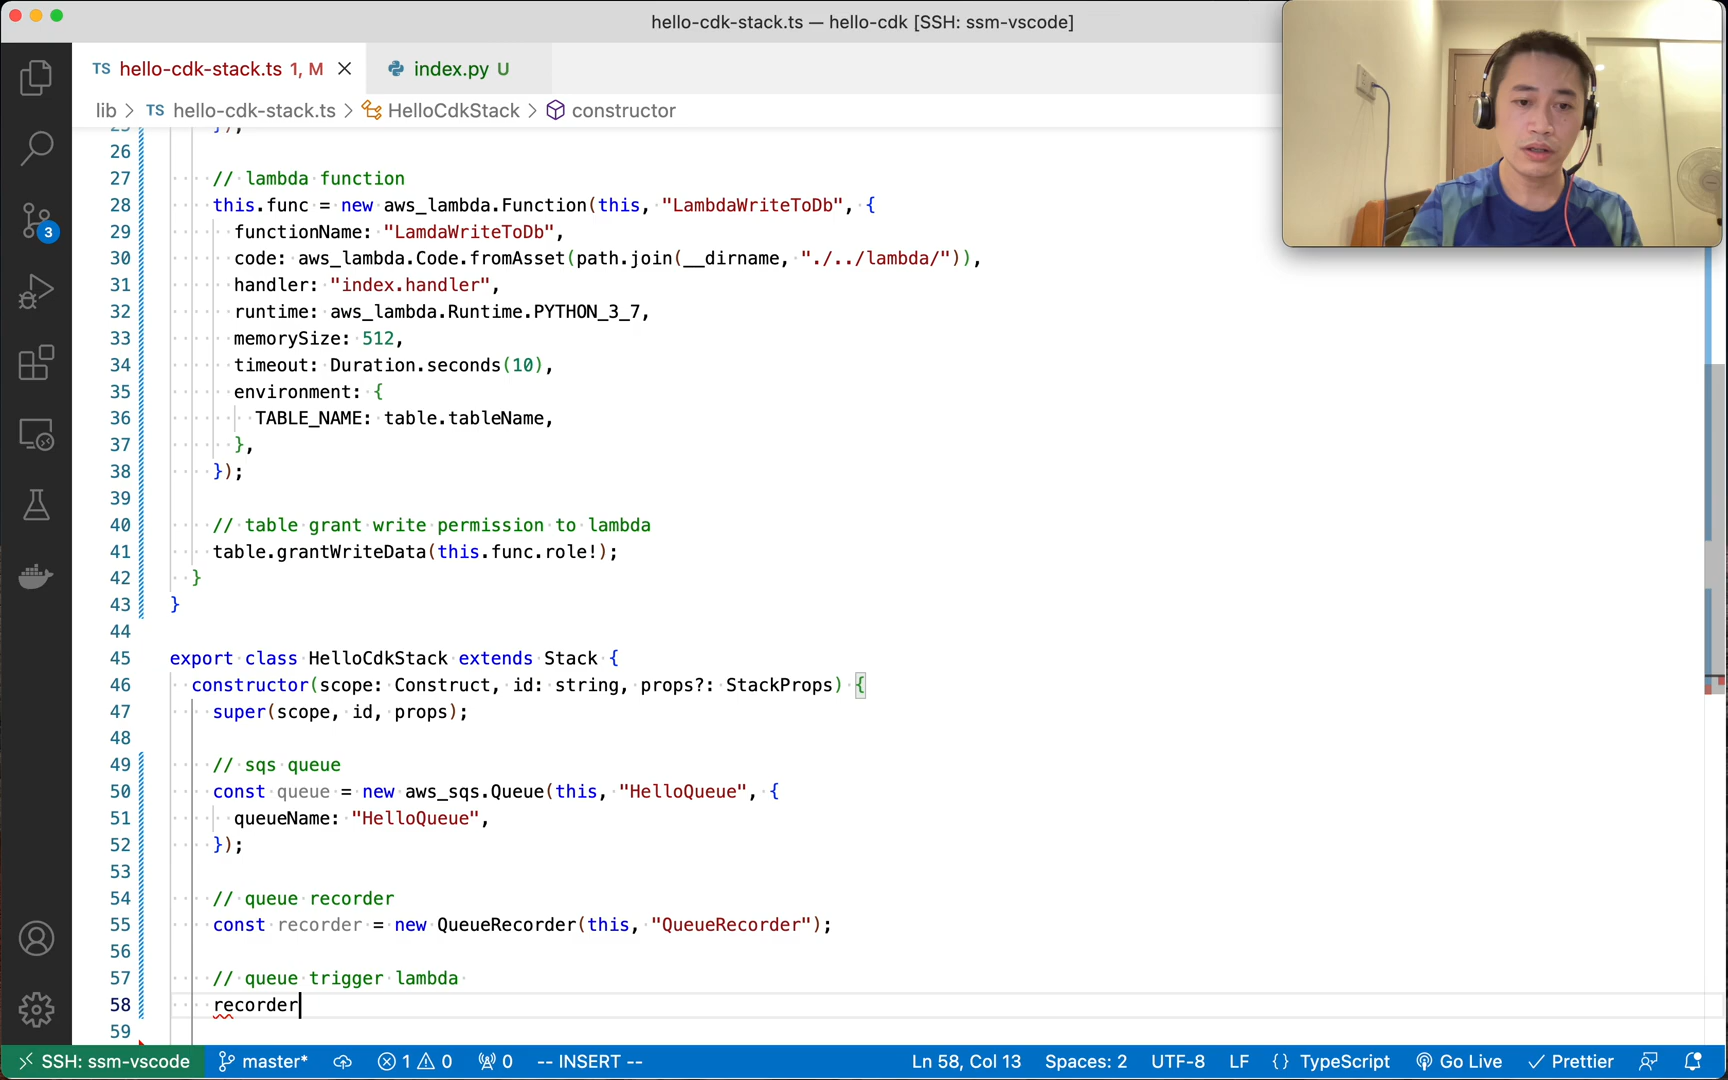 hello-cdk-stack.ts — hello-cdk [SSH: ssm-vscode]
TS hello-cdk-stack.ts 1, M
index.py U
lib > TS hello-cdk-stack.ts > HelloCdkStack > constructor
25 });
26
27 // lambda function
28 this.func = new aws_lambda.Function(this, "LambdaWriteToDb", {
29 functionName: "LamdaWriteToDb",
30 code: aws_lambda.Code.fromAsset(path.join(__dirname, "./../lambda/")),
31 handler: "index.handler",
32 runtime: aws_lambda.Runtime.PYTHON_3_7,
33 memorySize: 512,
34 timeout: Duration.seconds(10),
35 environment: {
36 TABLE_NAME: table.tableName,
37 },
38 });
39
40 // table grant write permission to lambda
41 table.grantWriteData(this.func.role!);
42 }
43 }
44
45 export class HelloCdkStack extends Stack {
46 constructor(scope: Construct, id: string, props?: StackProps) {
47 super(scope, id, props);
48
49 // sqs queue
50 const queue = new aws_sqs.Queue(this, "HelloQueue", {
51 queueName: "HelloQueue",
52 });
53
54 // queue recorder
55 const recorder = new QueueRecorder(this, "QueueRecorder");
56
57 // queue trigger lambda
58 recorder
59
3
SSH: ssm-vscode master* 1 0 0 -- INSERT -- Ln 58, Col 13 Spaces: 2 UTF-8 LF {} TypeScript Go Live Prettier